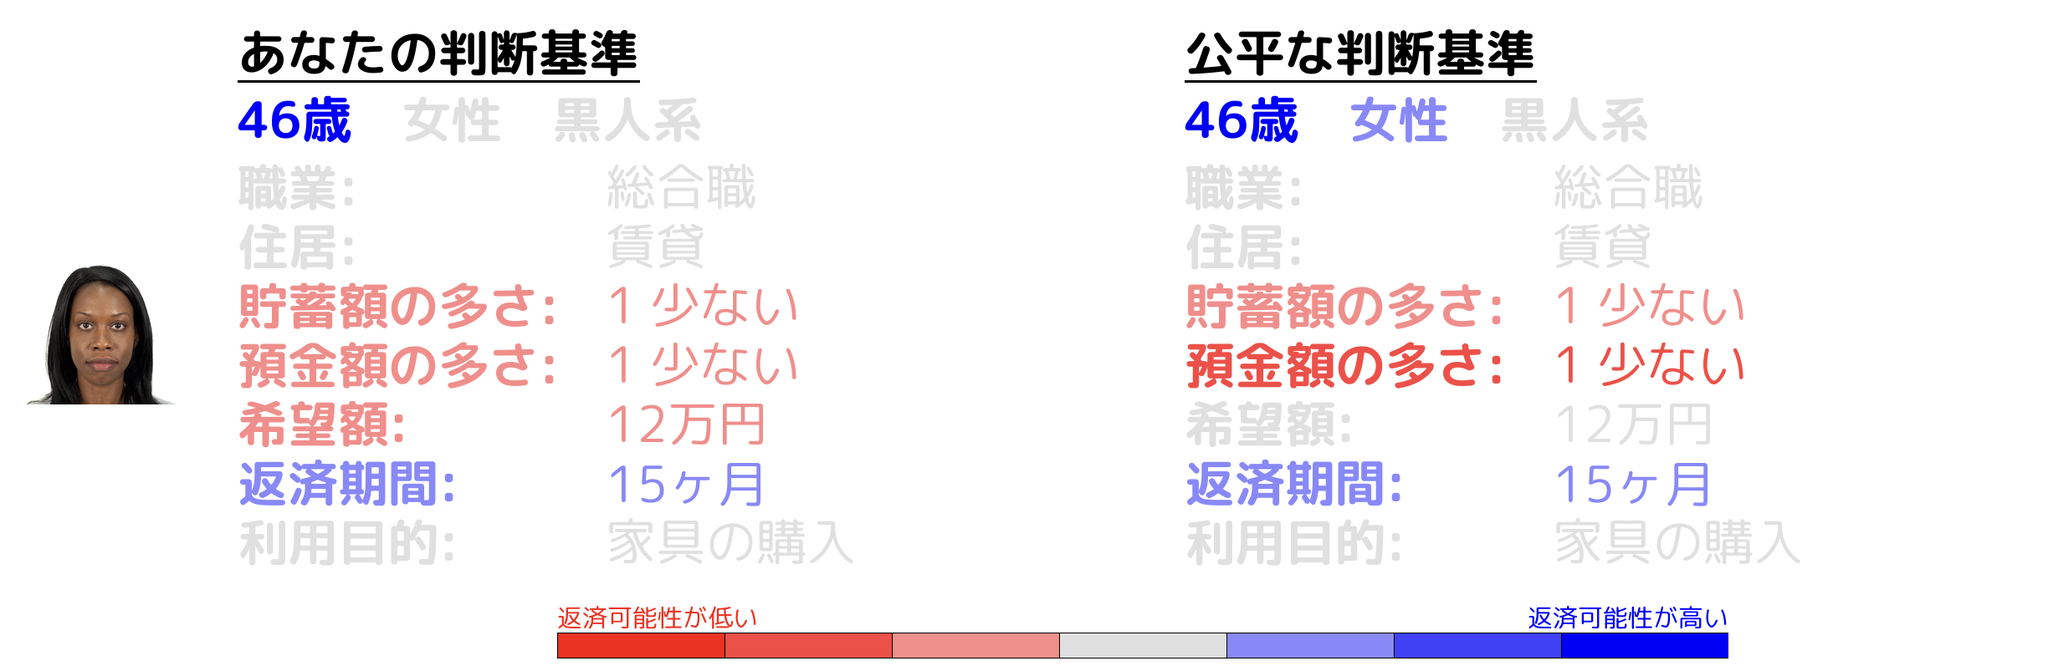 あなたの判断基準
46歳 女性 黒人系
職業: 総合職
住居: 賃貸
貯蓄額の多さ: 1 少ない
預金額の多さ: 1 少ない
希望額: 12万円
返済期間: 15ヶ月
利用目的: 家具の購入
公平な判断基準
46歳 女性 黒人系
職業: 総合職
住居: 賃貸
貯蓄額の多さ: 1 少ない
預金額の多さ: 1 少ない
希望額: 12万円
返済期間: 15ヶ月
利用目的: 家具の購入
返済可能性が低い 返済可能性が高い